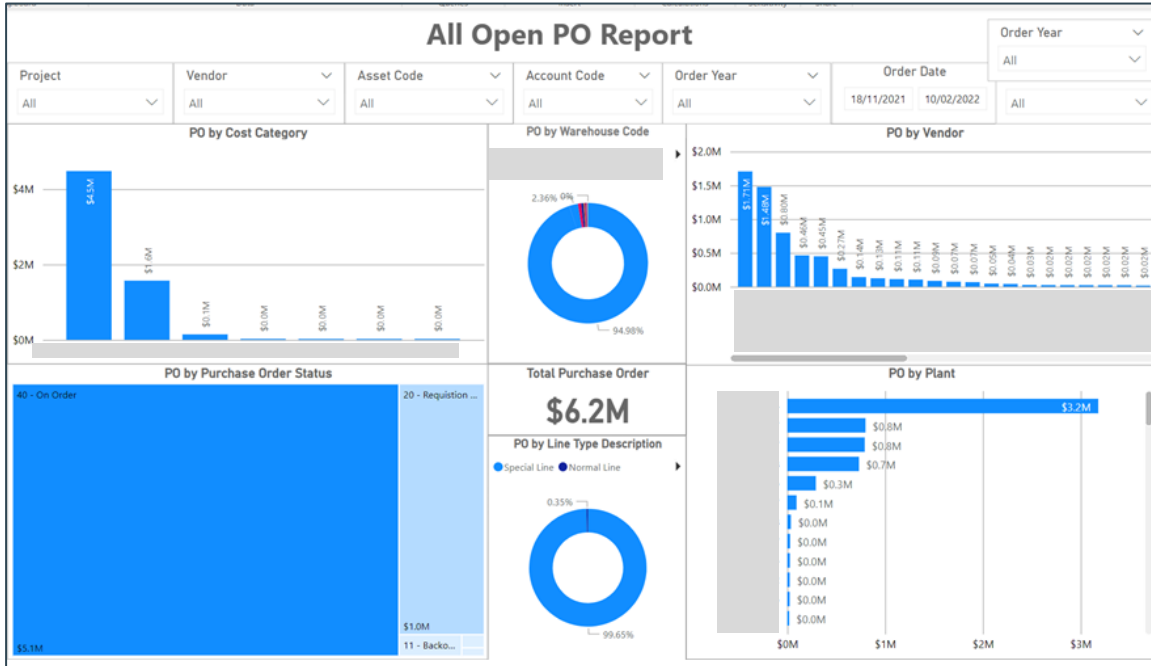 All Open PO Report
Order Year
All
Project
All
Vendor
All
Asset Code
All
Account Code
All
Order Year
All
Order Date
18/11/2021 10/02/2022
All
PO by Cost Category
$4M
$2M
$0M
$4.5M
$1.6M
$0.1M
$0.0M
$0.0M
$0.0M
$0.0M
PO by Warehouse Code
2.36% 0%
94.98%
PO by Vendor
$2.0M
$1.5M
$1.0M
$0.5M
$0.0M
$1.71M
$1.48M
$0.80M
$0.46M
$0.45M
$0.27M
$0.14M
$0.13M
$0.11M
$0.11M
$0.09M
$0.07M
$0.07M
$0.05M
$0.04M
$0.03M
$0.02M
$0.02M
$0.02M
$0.02M
$0.02M
$0.02M
PO by Purchase Order Status
40 - On Order
$5.1M
20 - Requistion ...
$1.0M
11 - Backo...
Total Purchase Order
$6.2M
PO by Line Type Description
Special Line Normal Line
0.35%
99.65%
PO by Plant
$3.2M
$0.8M
$0.8M
$0.7M
$0.3M
$0.1M
$0.0M
$0.0M
$0.0M
$0.0M
$0.0M
$0.0M
$0M $1M $2M $3M